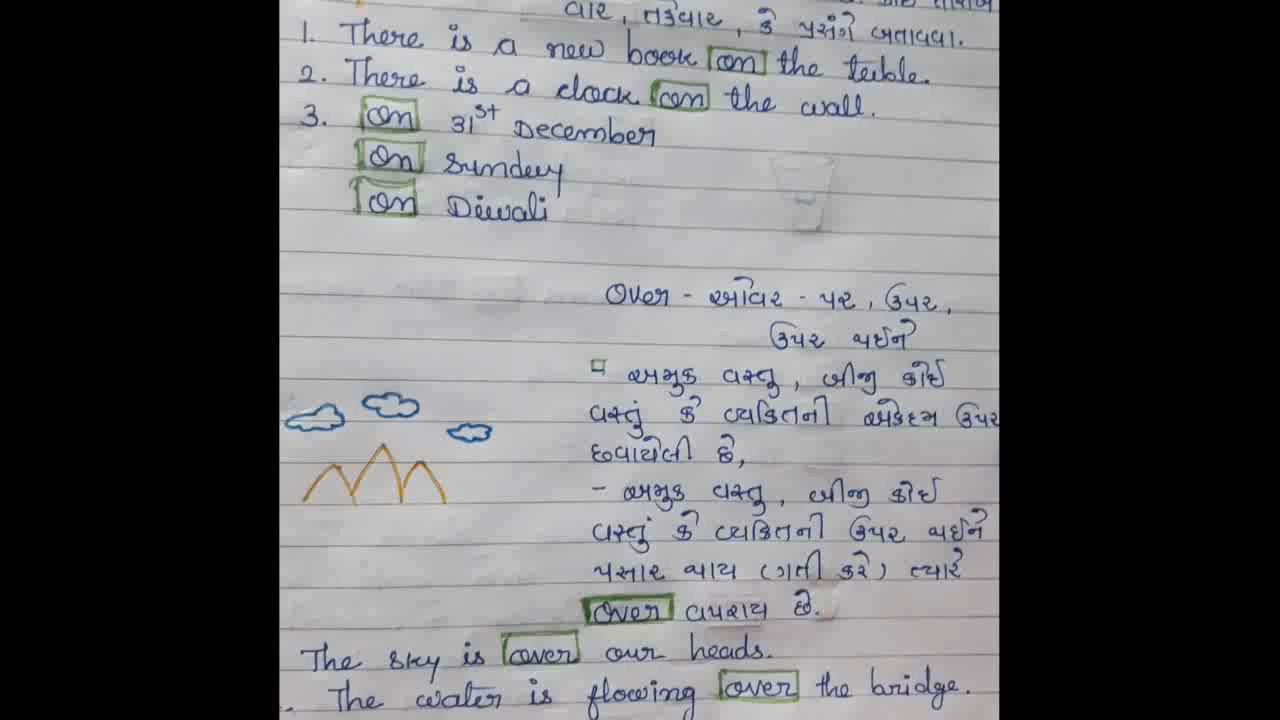 વાર, તહેવાર, કે પ્રસંગે બતાવવા.
1. There is a new book on the table.
2. There is a clock on the wall.
3. On 31st December
On Sunday
On Diwali
Over - ઓવર - પર, ઉપર,
ઉપર થઈને
અમુક વસ્તુ, બીજી કોઈ
વસ્તું કે વ્યકિતની એકદમ ઉપર
છવાયેલી છે,
- અમુક વસ્તુ, બીજી કોઈ
વસ્તું કે વ્યકિતની ઉપર થઈને
પસાર થાય (ગતી કરે) ત્યારે
over વપરાય છે.
The sky is over our heads.
The water is flowing over the bridge.